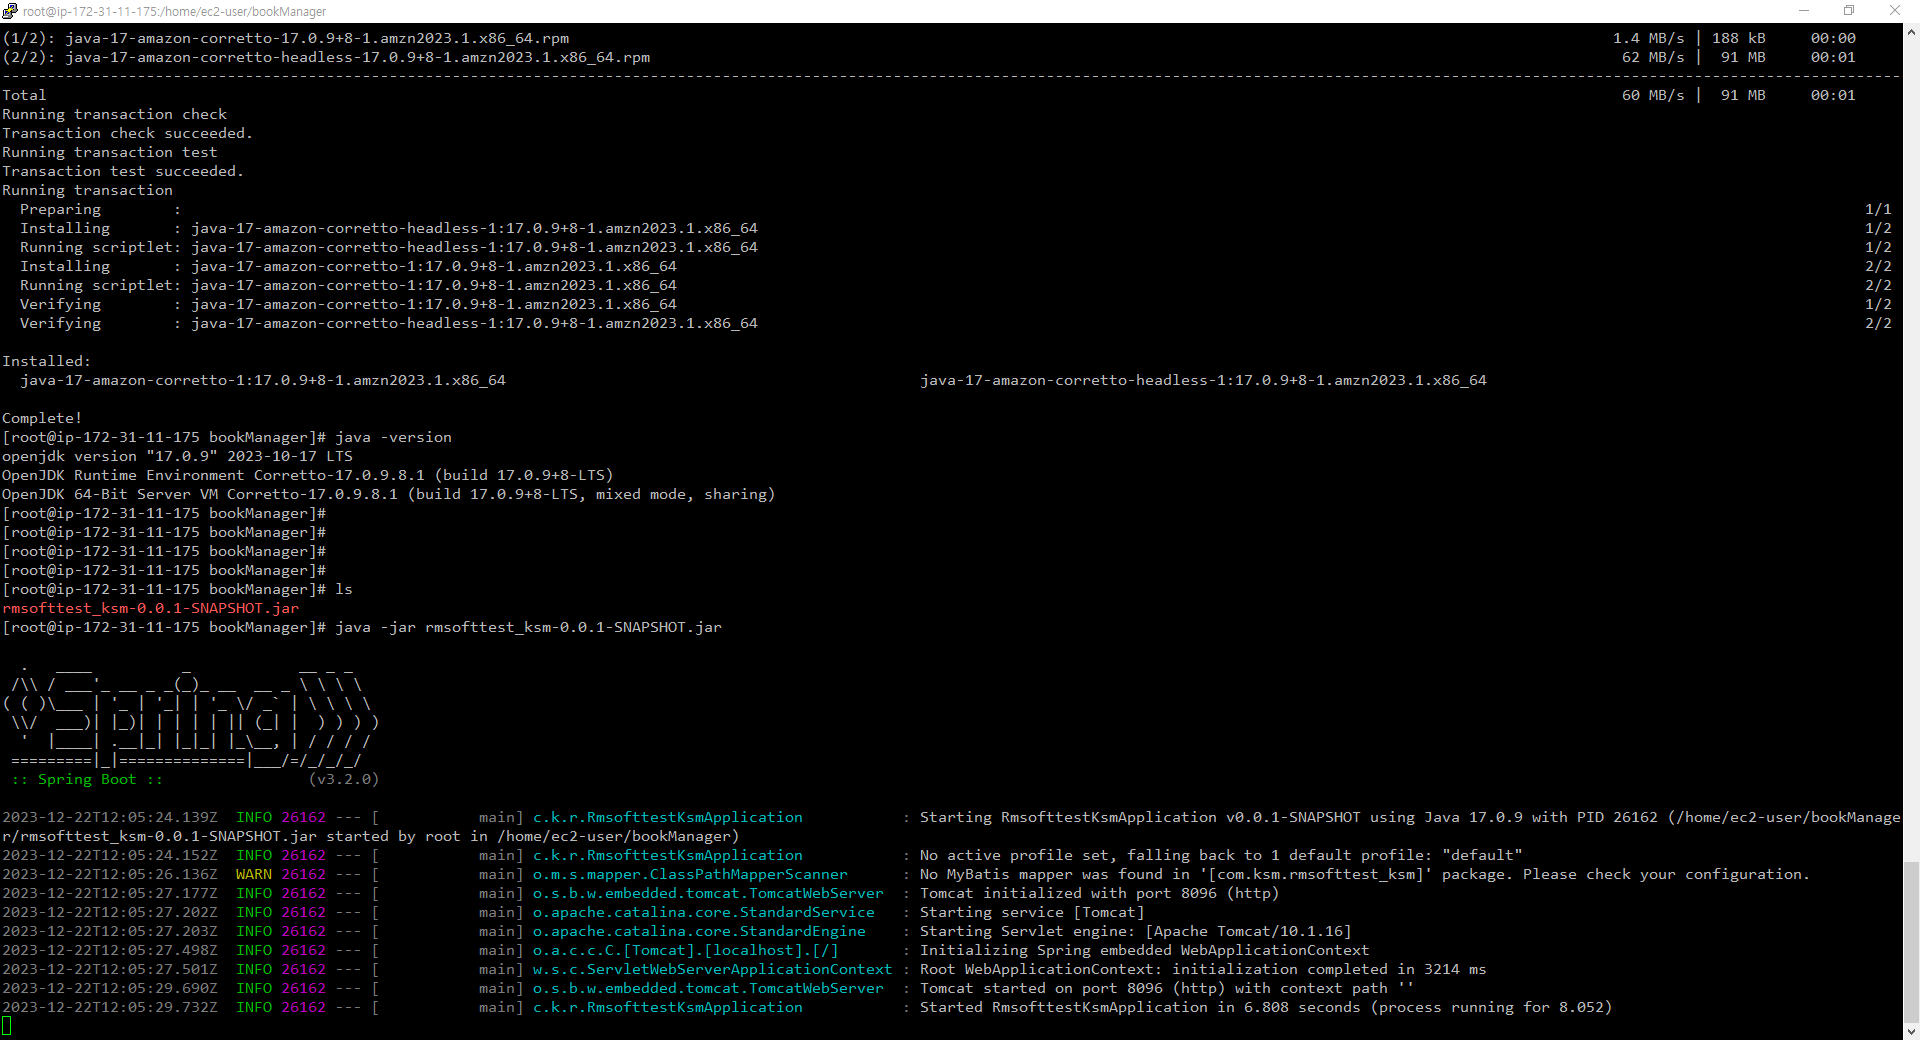 root@ip-172-31-11-175:/home/ec2-user/bookManager
(1/2): java-17-amazon-corretto-17.0.9+8-1.amzn2023.1.x86_64.rpm 1.4 MB/s | 188 kB 00:00
(2/2): java-17-amazon-corretto-headless-17.0.9+8-1.amzn2023.1.x86_64.rpm 62 MB/s | 91 MB 00:01
--------------------------------------------------------------------------------
Total 60 MB/s | 91 MB 00:01
Running transaction check
Transaction check succeeded.
Running transaction test
Transaction test succeeded.
Running transaction
  Preparing        : 1/1
  Installing       : java-17-amazon-corretto-headless-1:17.0.9+8-1.amzn2023.1.x86_64 1/2
  Running scriptlet: java-17-amazon-corretto-headless-1:17.0.9+8-1.amzn2023.1.x86_64 1/2
  Installing       : java-17-amazon-corretto-1:17.0.9+8-1.amzn2023.1.x86_64 2/2
  Running scriptlet: java-17-amazon-corretto-1:17.0.9+8-1.amzn2023.1.x86_64 2/2
  Verifying        : java-17-amazon-corretto-1:17.0.9+8-1.amzn2023.1.x86_64 1/2
  Verifying        : java-17-amazon-corretto-headless-1:17.0.9+8-1.amzn2023.1.x86_64 2/2
Installed:
  java-17-amazon-corretto-1:17.0.9+8-1.amzn2023.1.x86_64 java-17-amazon-corretto-headless-1:17.0.9+8-1.amzn2023.1.x86_64
Complete!
[root@ip-172-31-11-175 bookManager]# java -version
openjdk version "17.0.9" 2023-10-17 LTS
OpenJDK Runtime Environment Corretto-17.0.9.8.1 (build 17.0.9+8-LTS)
OpenJDK 64-Bit Server VM Corretto-17.0.9.8.1 (build 17.0.9+8-LTS, mixed mode, sharing)
[root@ip-172-31-11-175 bookManager]#
[root@ip-172-31-11-175 bookManager]#
[root@ip-172-31-11-175 bookManager]#
[root@ip-172-31-11-175 bookManager]#
[root@ip-172-31-11-175 bookManager]# ls
rmsofttest_ksm-0.0.1-SNAPSHOT.jar
[root@ip-172-31-11-175 bookManager]# java -jar rmsofttest_ksm-0.0.1-SNAPSHOT.jar
  .   ____          _            __ _ _
 /\\ / ___'_ __ _ _(_)_ __  __ _ \ \ \ \
( ( )\___ | '_ | '_| | '_ \/ _` | \ \ \ \
 \\/  ___)| |_)| | | | | || (_| |  ) ) ) )
  '  |____| .__|_| |_|_| |_\__, | / / / /
 =========|_|==============|___/=/_/_/_/
 :: Spring Boot ::                (v3.2.0)
2023-12-22T12:05:24.139Z  INFO 26162 --- [           main] c.k.r.RmsofttestKsmApplication           : Starting RmsofttestKsmApplication v0.0.1-SNAPSHOT using Java 17.0.9 with PID 26162 (/home/ec2-user/bookManage
r/rmsofttest_ksm-0.0.1-SNAPSHOT.jar started by root in /home/ec2-user/bookManager)
2023-12-22T12:05:24.152Z  INFO 26162 --- [           main] c.k.r.RmsofttestKsmApplication           : No active profile set, falling back to 1 default profile: "default"
2023-12-22T12:05:26.136Z  WARN 26162 --- [           main] o.m.s.mapper.ClassPathMapperScanner      : No MyBatis mapper was found in '[com.ksm.rmsofttest_ksm]' package. Please check your configuration.
2023-12-22T12:05:27.177Z  INFO 26162 --- [           main] o.s.b.w.embedded.tomcat.TomcatWebServer  : Tomcat initialized with port 8096 (http)
2023-12-22T12:05:27.202Z  INFO 26162 --- [           main] o.apache.catalina.core.StandardService   : Starting service [Tomcat]
2023-12-22T12:05:27.203Z  INFO 26162 --- [           main] o.apache.catalina.core.StandardEngine    : Starting Servlet engine: [Apache Tomcat/10.1.16]
2023-12-22T12:05:27.498Z  INFO 26162 --- [           main] o.a.c.c.C.[Tomcat].[localhost].[/]       : Initializing Spring embedded WebApplicationContext
2023-12-22T12:05:27.501Z  INFO 26162 --- [           main] w.s.c.ServletWebServerApplicationContext : Root WebApplicationContext: initialization completed in 3214 ms
2023-12-22T12:05:29.690Z  INFO 26162 --- [           main] o.s.b.w.embedded.tomcat.TomcatWebServer  : Tomcat started on port 8096 (http) with context path ''
2023-12-22T12:05:29.732Z  INFO 26162 --- [           main] c.k.r.RmsofttestKsmApplication           : Started RmsofttestKsmApplication in 6.808 seconds (process running for 8.052)